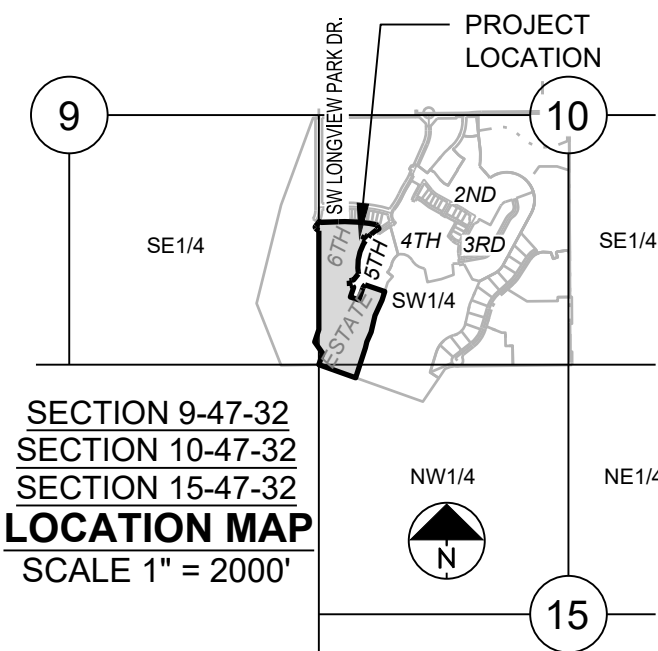 PROJECT
LOCATION
SW LONGVIEW PARK DR.
9
10
2ND
SE1/4
6TH
5TH
4TH
3RD
SE1/4
SW1/4
ESTATE
SECTION 9-47-32
SECTION 10-47-32
SECTION 15-47-32
LOCATION MAP
SCALE 1" = 2000'
NW1/4
NE1/4
N
15